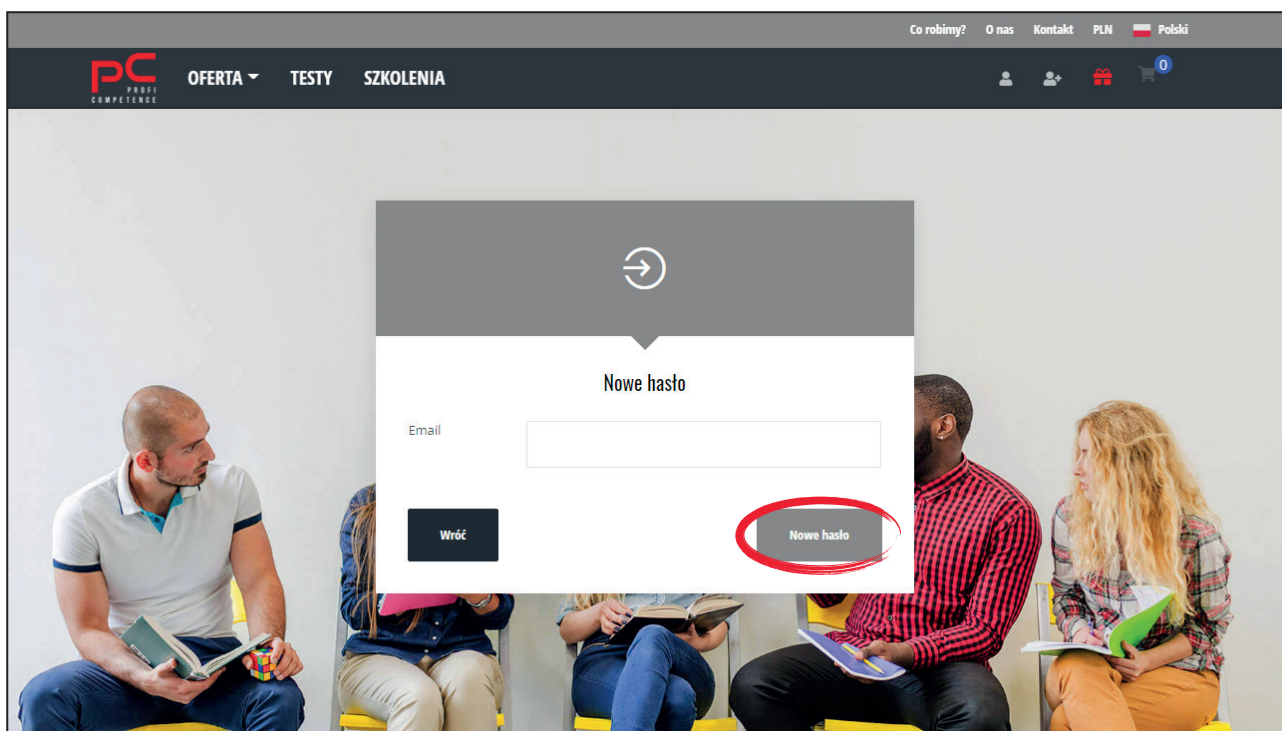 Co robimy? O nas Kontakt PLN Polski
PC
PROFI
COMPETENCE
OFERTA TESTY SZKOLENIA
0
Nowe hasło
Email
Wróć Nowe hasło